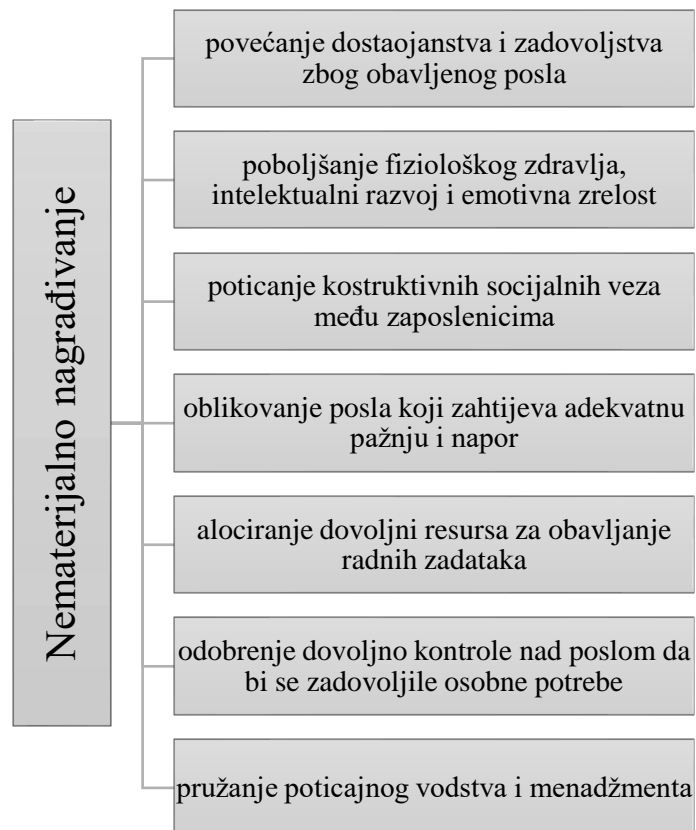 Nematerijalno nagrađivanje
povećanje dostaojanstva i zadovoljstva
zbog obavljenog posla
poboljšanje fiziološkog zdravlja,
intelektualni razvoj i emotivna zrelost
poticanje kostruktivnih socijalnih veza
među zaposlenicima
oblikovanje posla koji zahtijeva adekvatnu
pažnju i napor
alociranje dovoljni resursa za obavljanje
radnih zadataka
odobrenje dovoljno kontrole nad poslom da
bi se zadovoljile osobne potrebe
pružanje poticajnog vodstva i menadžmenta